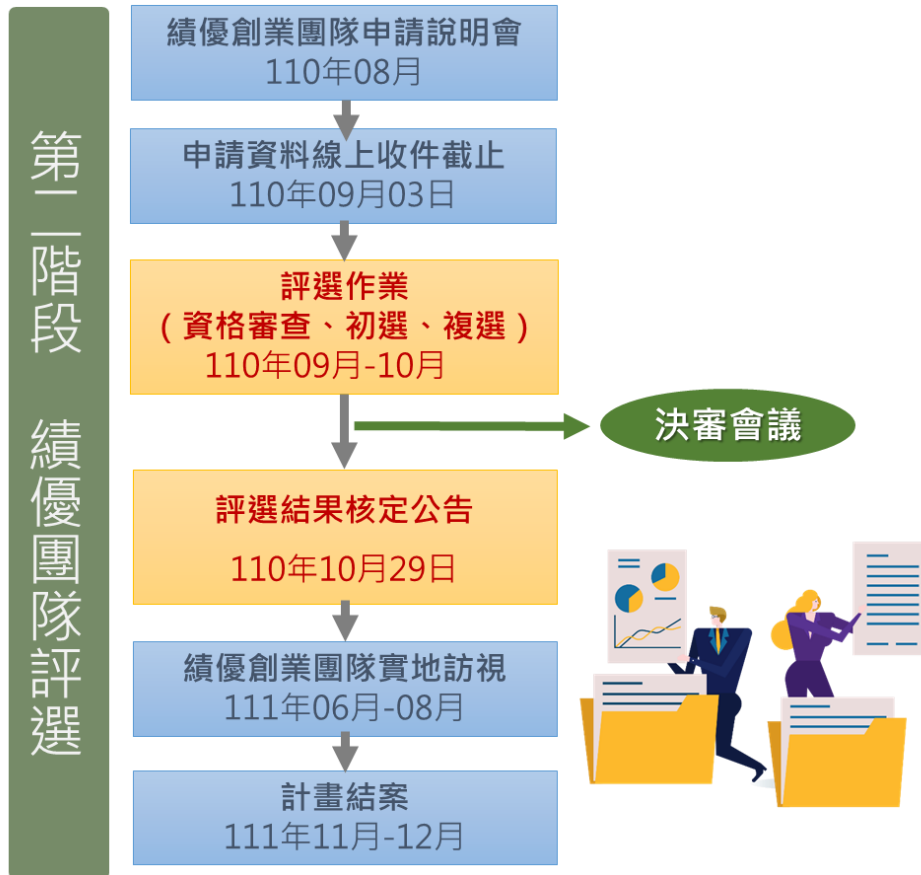 第二階段 績優團隊評選
績優創業團隊申請說明會
110年08月
申請資料線上收件截止
110年09月03日
評選作業
（資格審查、初選、複選）
110年09月-10月
決審會議
評選結果核定公告
110年10月29日
績優創業團隊實地訪視
111年06月-08月
計畫結案
111年11月-12月